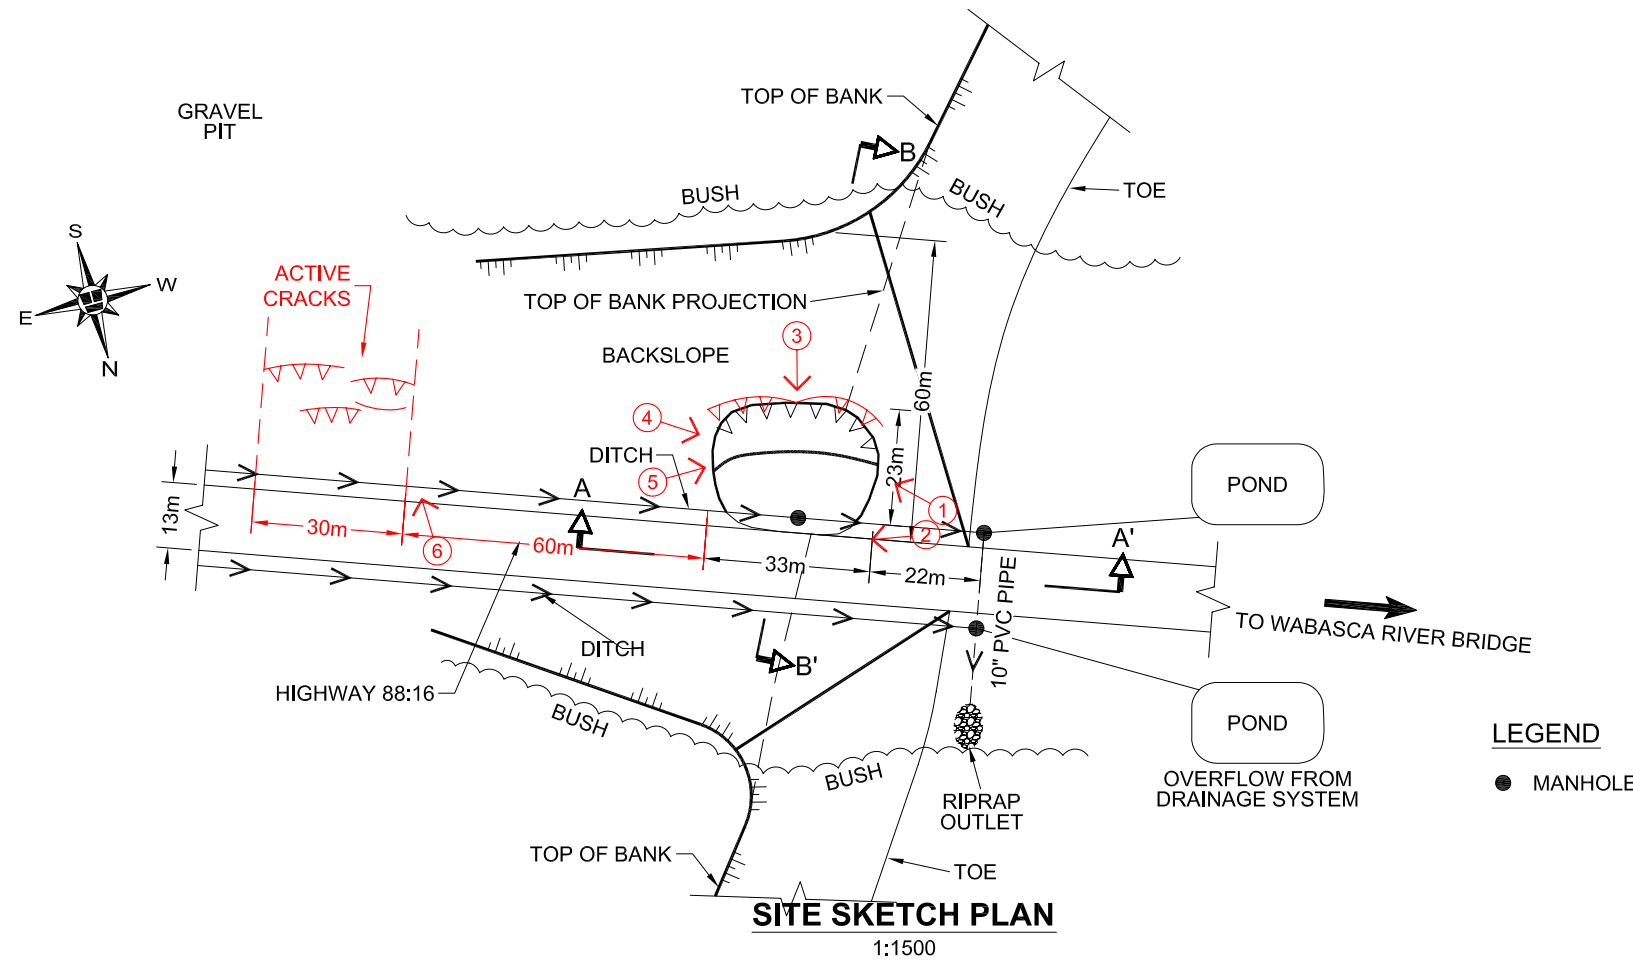 TOP OF BANK
GRAVEL
PIT
B
BUSH
BUSH
TOE
S
W
E
N
ACTIVE
CRACKS
TOP OF BANK PROJECTION
3
BACKSLOPE
60m
4
DITCH
23m
5
POND
A
1
13m
30m
6
60m
2
33m
22m
A'
10" PVC PIPE
TO WABASCA RIVER BRIDGE
DITCH
B'
HIGHWAY 88:16
BUSH
POND
LEGEND
BUSH
OVERFLOW FROM
DRAINAGE SYSTEM
MANHOLE
RIPRAP
OUTLET
TOP OF BANK
TOE
SITE SKETCH PLAN
1:1500